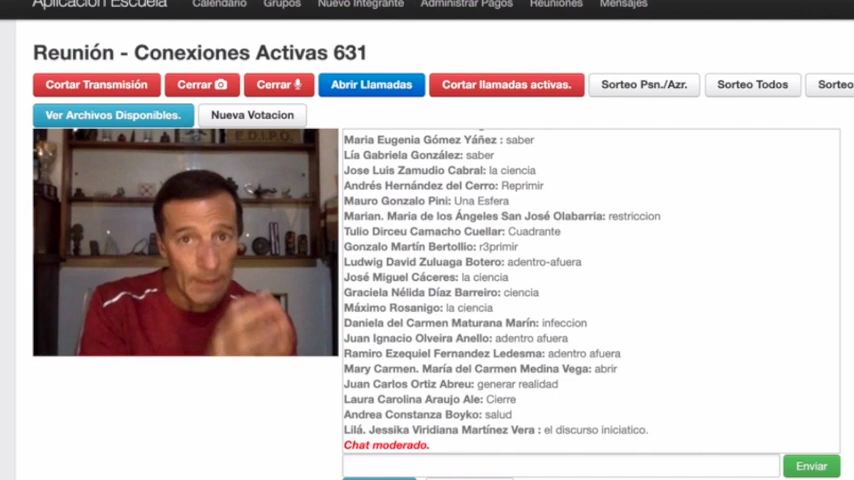 Aplicación Escuela Calendario Grupos Nuevo Integrante Administrar Pagos Reuniones Mensajes
Reunión - Conexiones Activas 631
Cortar Transmisión Cerrar Cerrar Abrir Llamadas Cortar llamadas activas. Sorteo Psn./Azr. Sorteo Todos Sorteo
Ver Archivos Disponibles. Nueva Votacion
E.D.I.P.O
Maria Eugenia Gómez Yáñez : saber
Lía Gabriela González: saber
Jose Luis Zamudio Cabral: la ciencia
Andrés Hernández del Cerro: Reprimir
Mauro Gonzalo Pini: Una Esfera
Marian. Maria de los Ángeles San José Olabarria: restriccion
Tulio Dirceu Camacho Cuellar: Cuadrante
Gonzalo Martín Bertollio: r3primir
Ludwig David Zuluaga Botero: adentro-afuera
José Miguel Cáceres: la ciencia
Graciela Nélida Díaz Barreiro: ciencia
Máximo Rosanigo: la ciencia
Daniela del Carmen Maturana Marín: infeccion
Juan Ignacio Olveira Anello: adentro afuera
Ramiro Ezequiel Fernandez Ledesma: adentro afuera
Mary Carmen. María del Carmen Medina Vega: abrir
Juan Carlos Ortiz Abreu: generar realidad
Laura Carolina Araujo Ale: Cierre
Andrea Constanza Boyko: salud
Lilá. Jessika Viridiana Martínez Vera : el discurso iniciatico.
Chat moderado.
Enviar